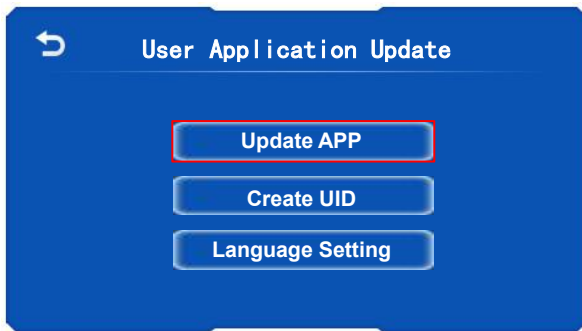 User Application Update
Update APP
Create UID
Language Setting